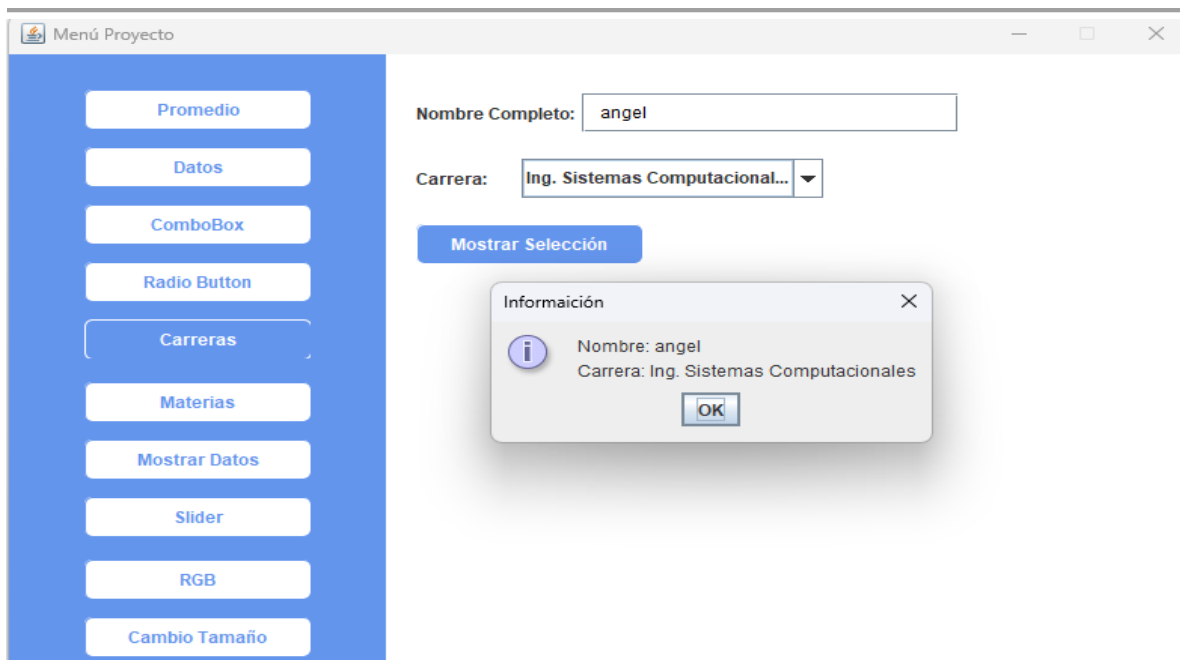 Menú Proyecto
Promedio
Datos
ComboBox
Radio Button
Carreras
Materias
Mostrar Datos
Slider
RGB
Cambio Tamaño
Nombre Completo: angel
Carrera: Ing. Sistemas Computacional...
Mostrar Selección
Informaición
Nombre: angel
Carrera: Ing. Sistemas Computacionales
OK